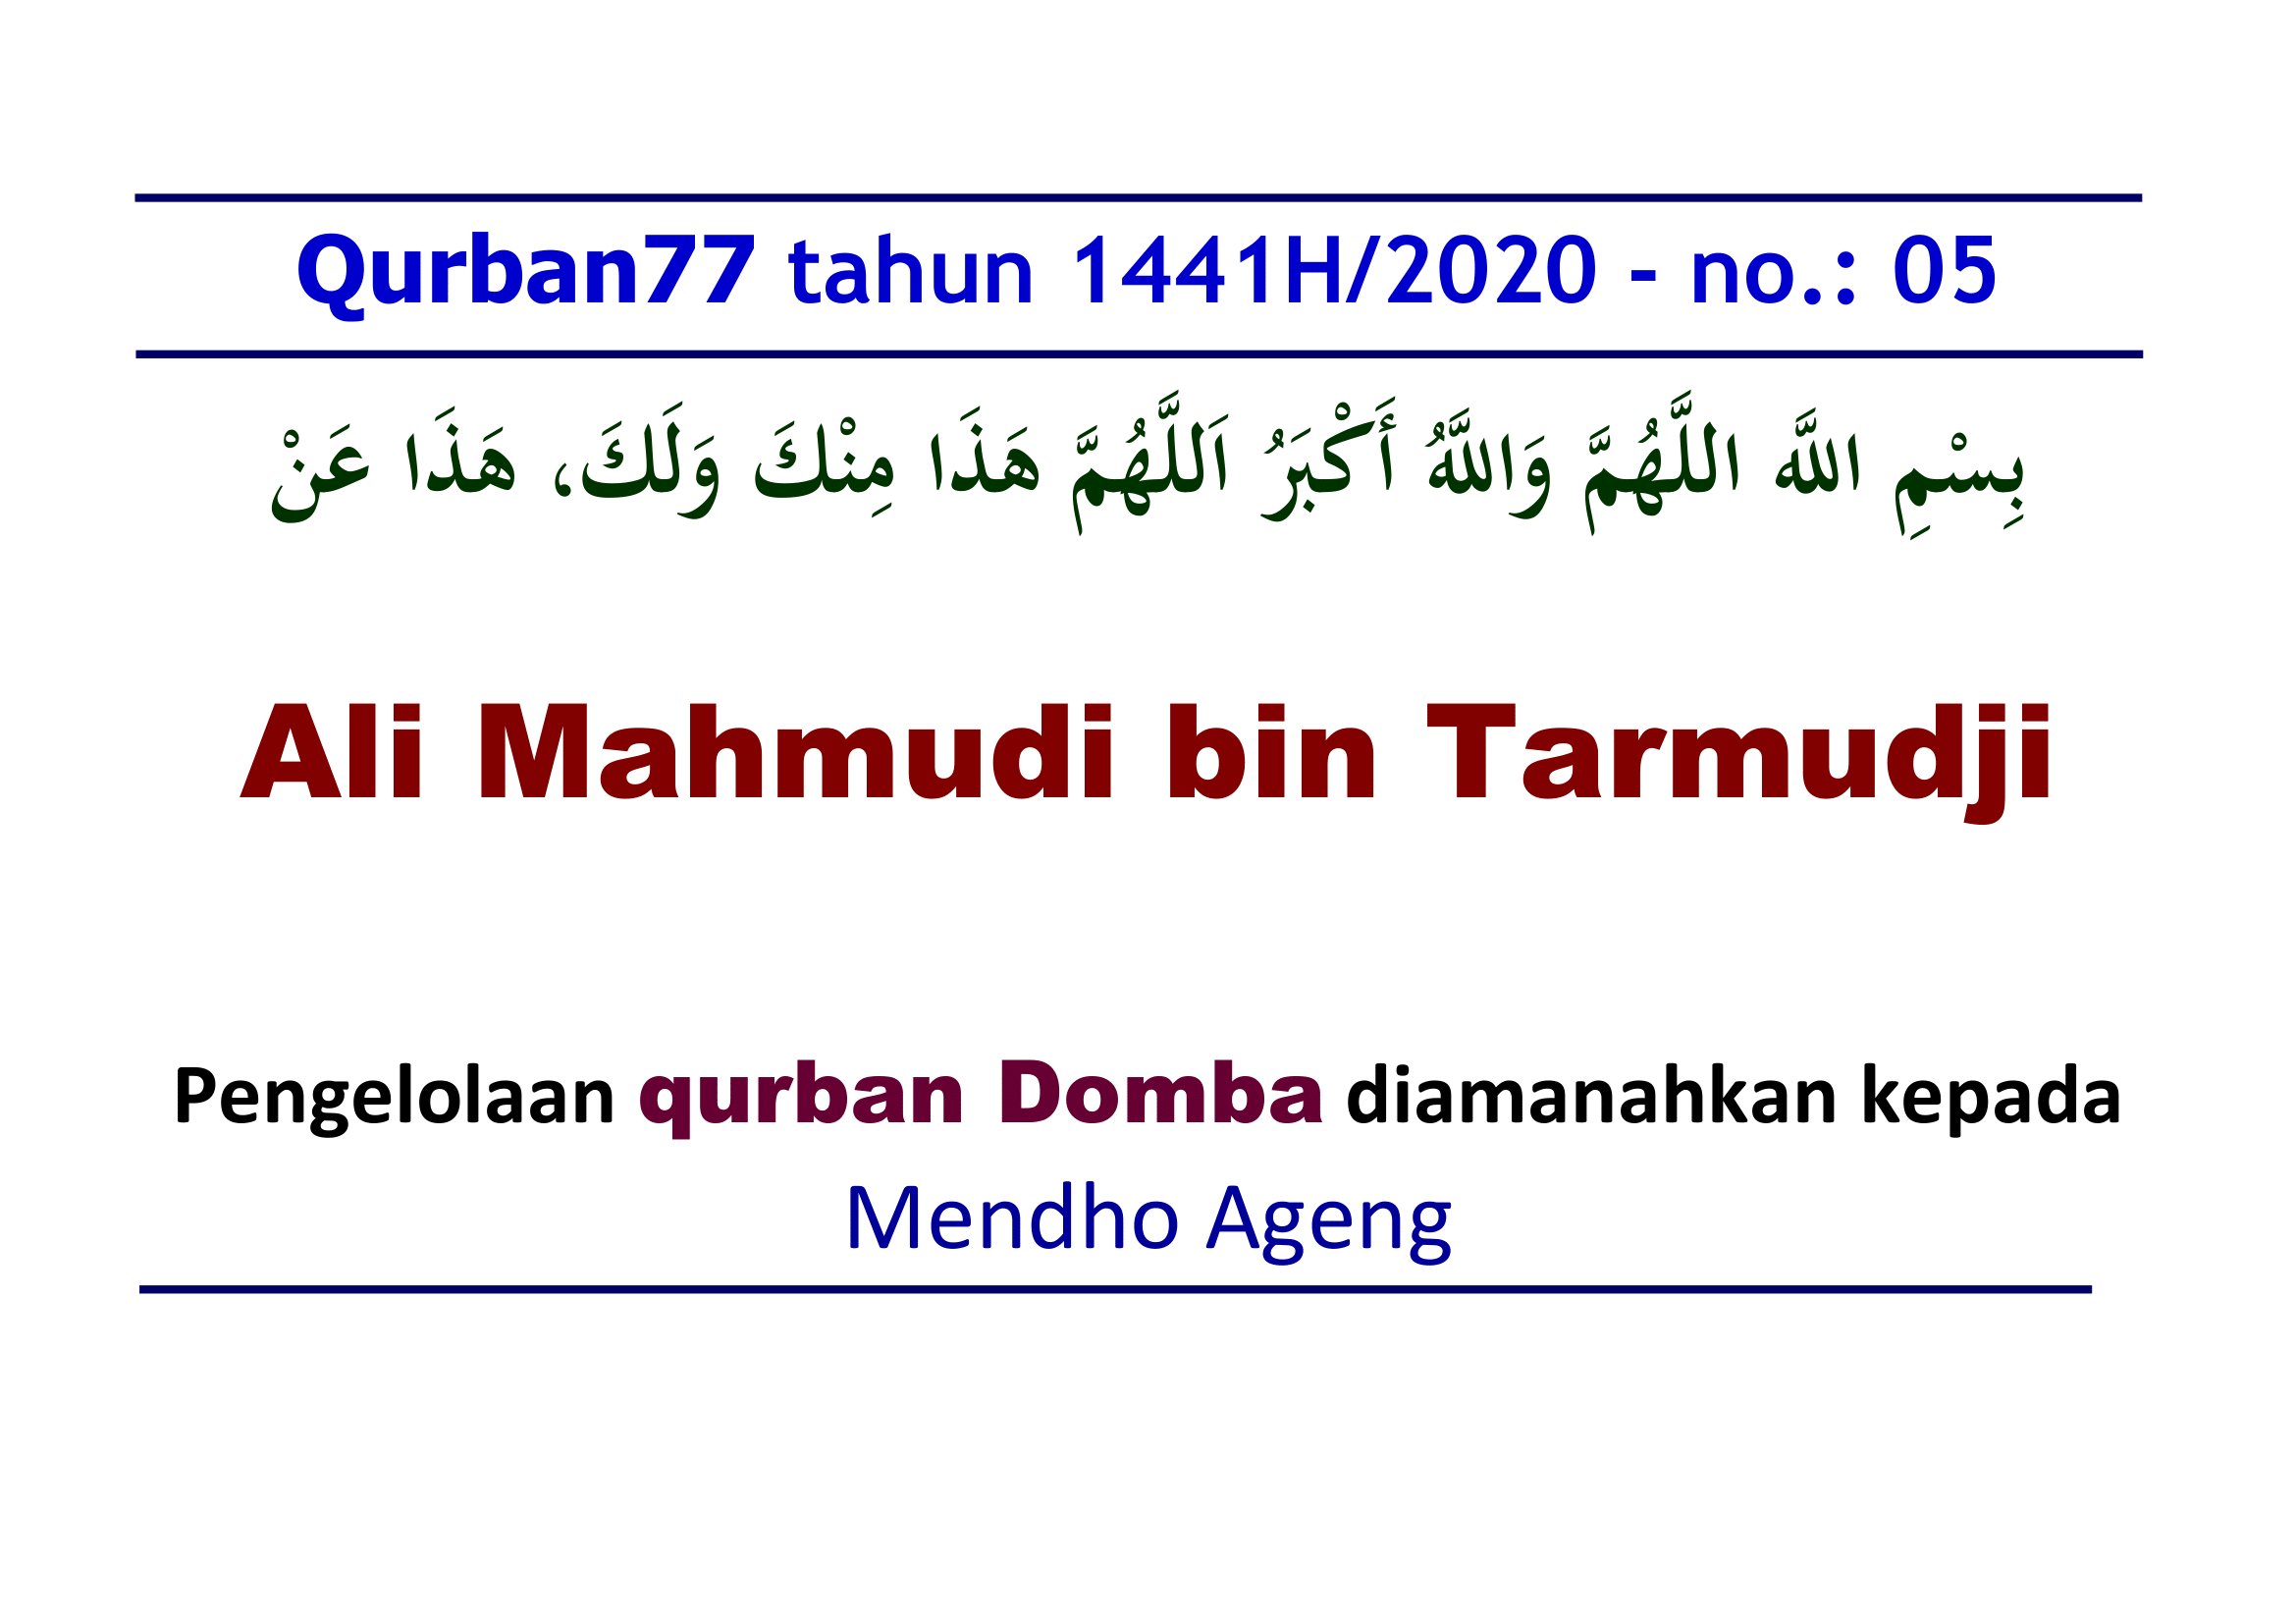 Qurban77 tahun 1441H/2020 - no.: 05
بِسْمِ اللَّه اللَّهُمَّ وَ اللَّهُ أَكْبَرُ اَللَّهُمَّ هَذَا مِنْكَ وَلَكَ، هَذَا عَنْ
Ali Mahmudi bin Tarmudji
Pengelolaan qurban Domba diamanahkan kepada
Mendho Ageng